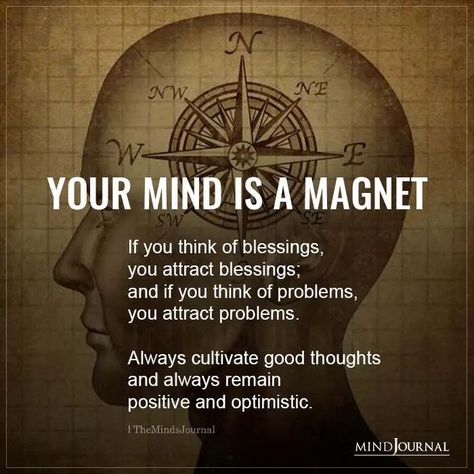 N
NW
NE
W
E
YOUR MIND IS A MAGNET
SW
SE
If you think of blessings,
you attract blessings;
and if you think of problems,
you attract problems.
Always cultivate good thoughts
and always remain
positive and optimistic.
| TheMindsJournal
MINDJOURNAL